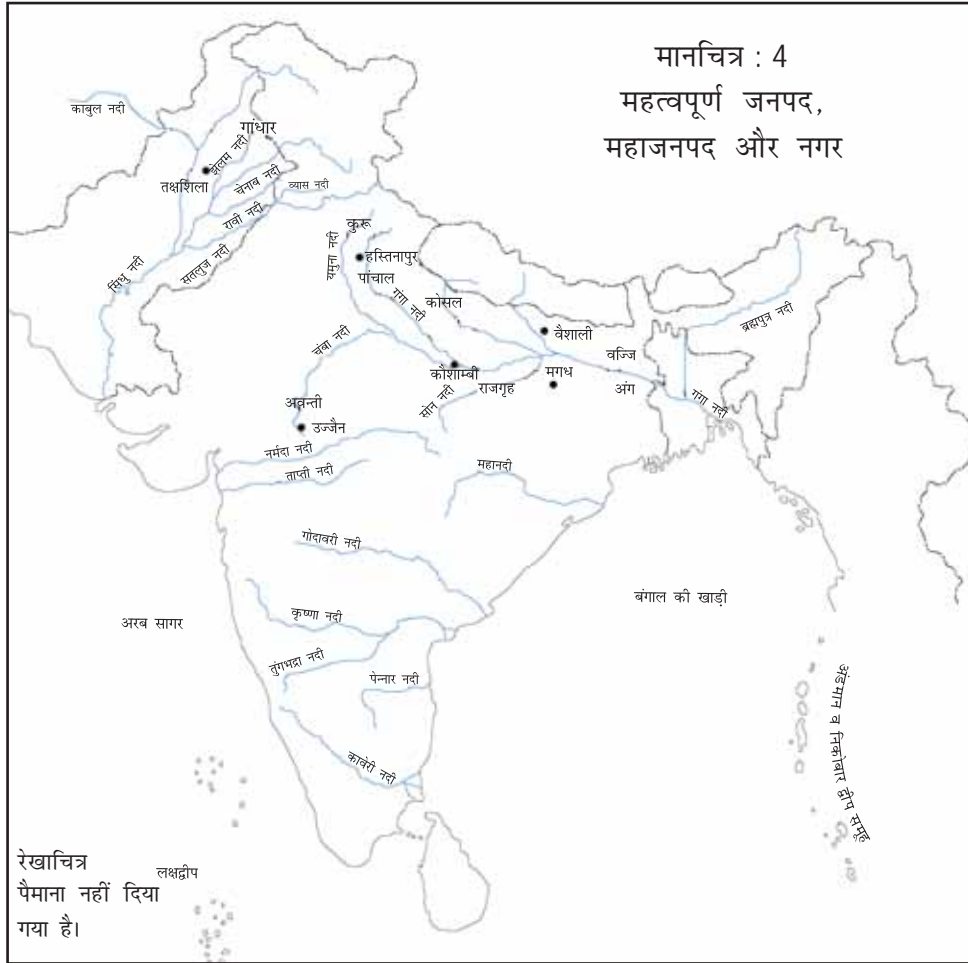 मानचित्र : 4
महत्वपूर्ण जनपद,
महाजनपद और नगर
काबुल नदी
गांधार
झेलम नदी
तक्षशिला
चेनाब नदी
व्यास नदी
रावी नदी
सतलुज नदी
सिंधु नदी
कुरू
यमुना नदी
हस्तिनापुर
पांचाल
गंगा नदी
कोसल
ब्रह्मपुत्र नदी
वैशाली
चंबा नदी
वज्जि
कौशाम्बी
मगध
राजगृह
अंग
सोन नदी
गंगा नदी
अवन्ती
उज्जैन
नर्मदा नदी
ताप्ती नदी
महानदी
गोदावरी नदी
बंगाल की खाड़ी
कृष्णा नदी
अरब सागर
तुंगभद्रा नदी
पेन्नार नदी
अंडमान व निकोबार द्वीप समूह
कावेरी नदी
रेखाचित्र
लक्षद्वीप
पैमाना नहीं दिया
गया है।